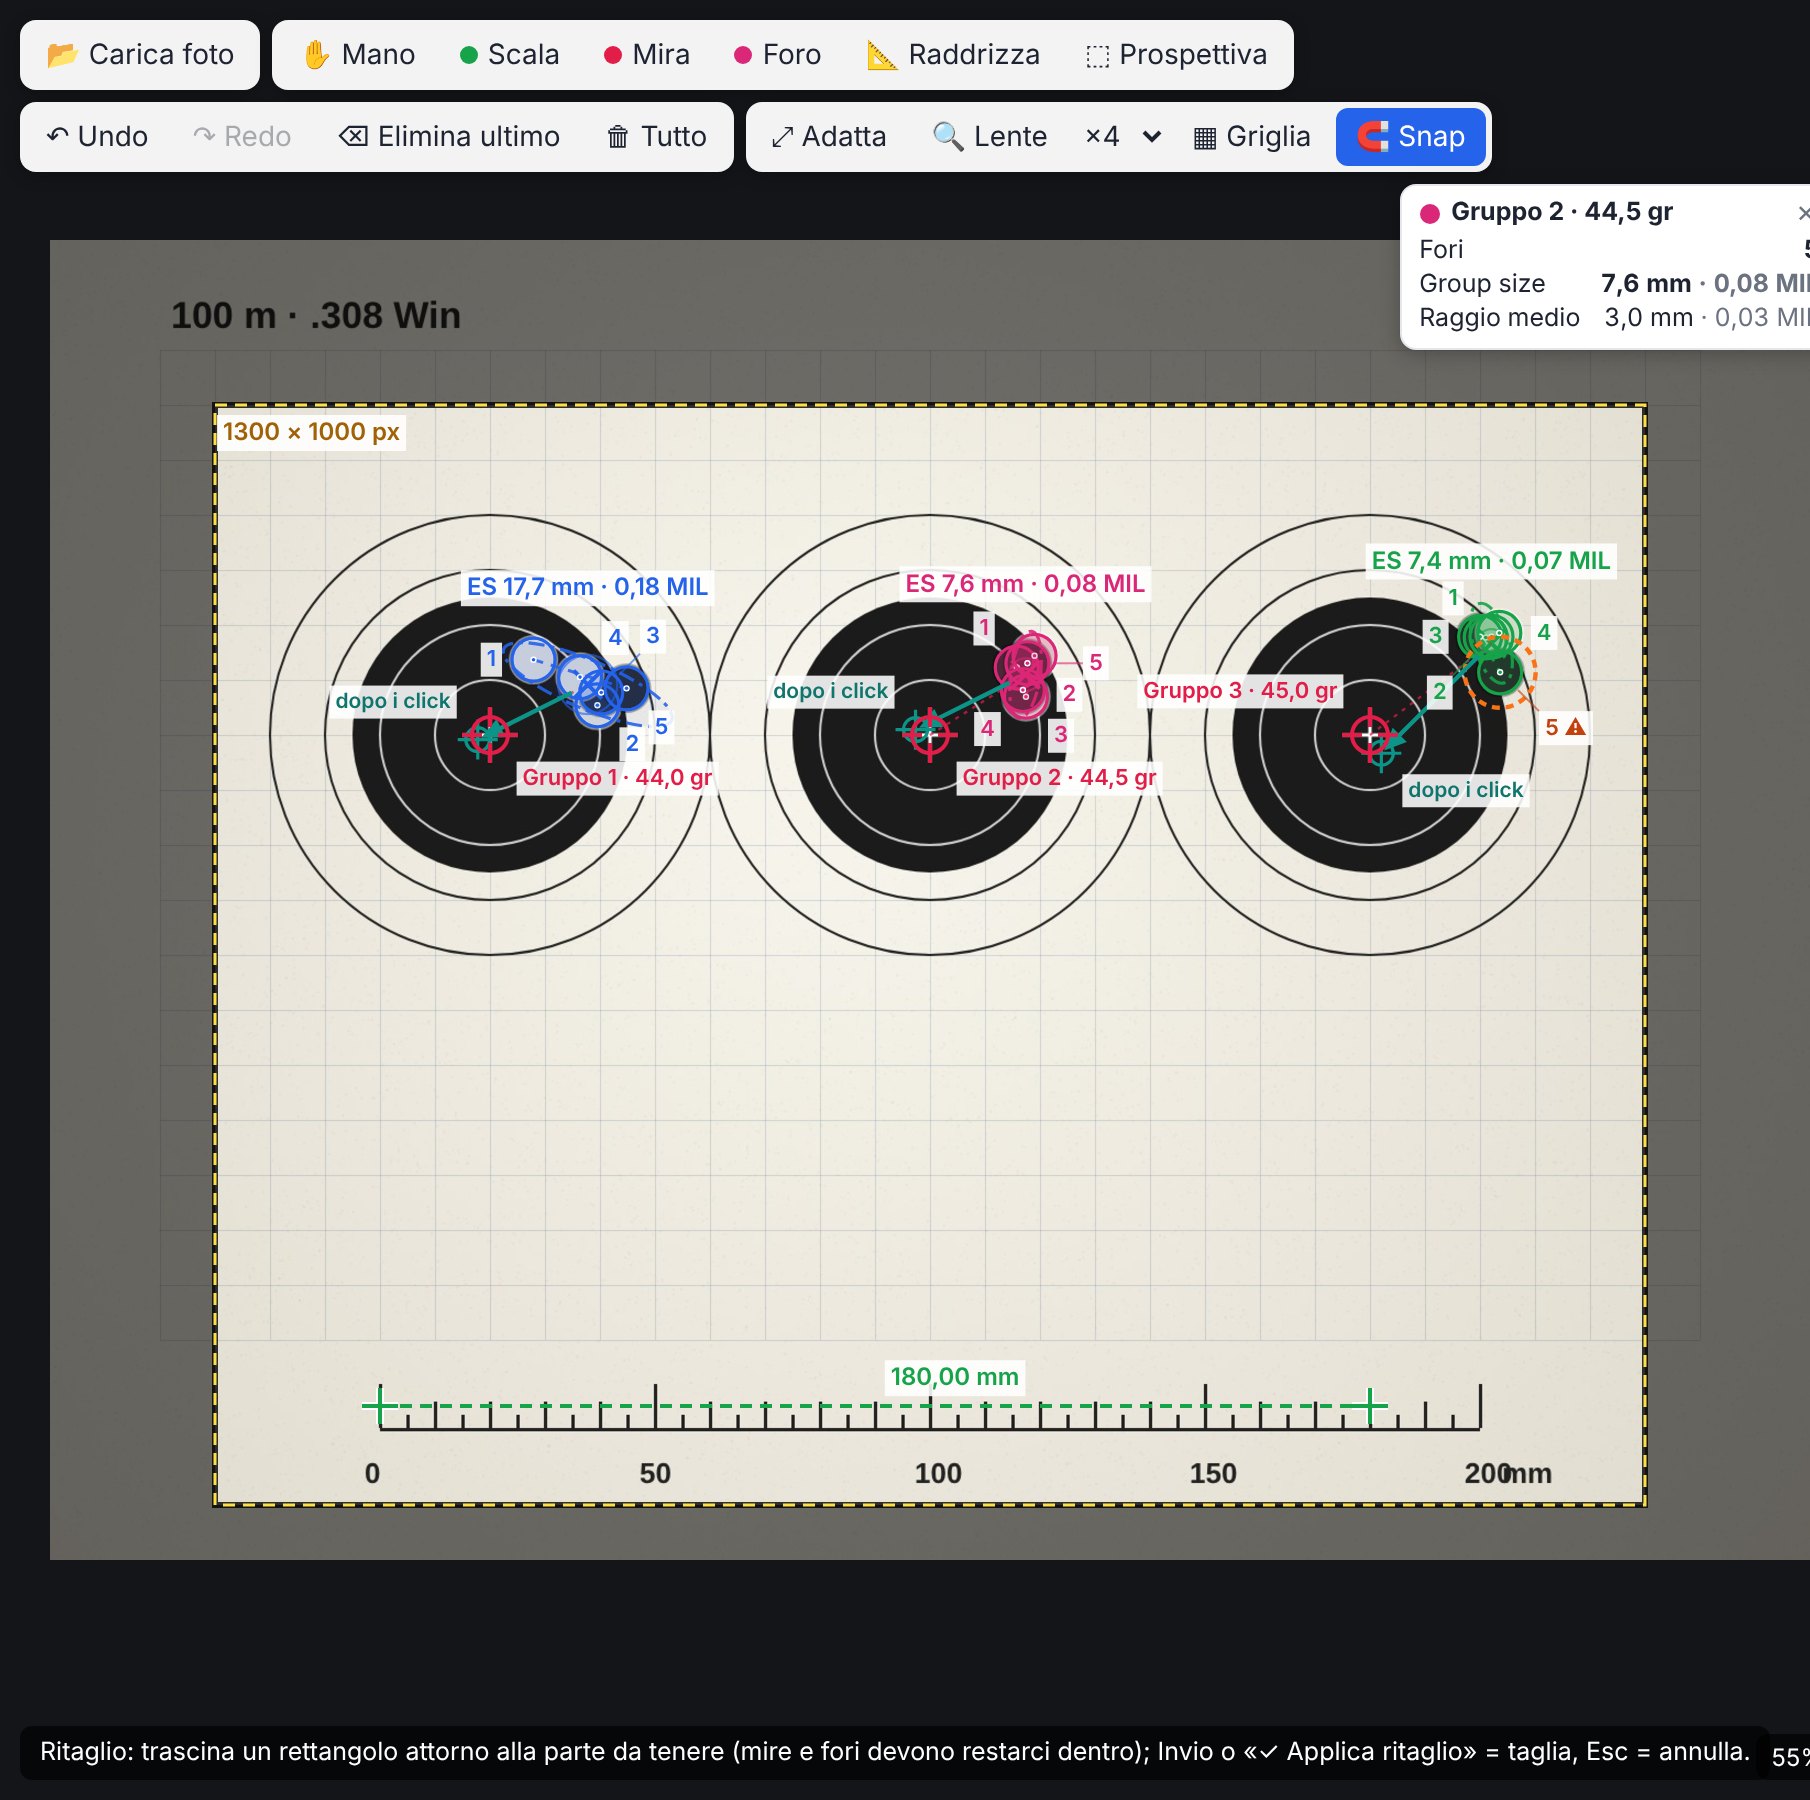 📂 Carica foto ✋ Mano Scala Mira Foro 📐 Raddrizza ⬚ Prospettiva
↶ Undo ↷ Redo ⌫ Elimina ultimo 🗑 Tutto ⤢ Adatta 🔍 Lente ×4 ▦ Griglia 🧲 Snap
Gruppo 2 · 44,5 gr ×
Fori 5
Group size 7,6 mm · 0,08 MIL
Raggio medio 3,0 mm · 0,03 MIL
100 m · .308 Win
1300 × 1000 px
ES 17,7 mm · 0,18 MIL
1
4
3
dopo i click
5
2
Gruppo 1 · 44,0 gr
ES 7,6 mm · 0,08 MIL
1
5
dopo i click
2
4
3
Gruppo 2 · 44,5 gr
ES 7,4 mm · 0,07 MIL
1
3
4
Gruppo 3 · 45,0 gr
2
5 ⚠
dopo i click
180,00 mm
0 50 100 150 200 mm
Ritaglio: trascina un rettangolo attorno alla parte da tenere (mire e fori devono restarci dentro); Invio o «✓ Applica ritaglio» = taglia, Esc = annulla.
55%